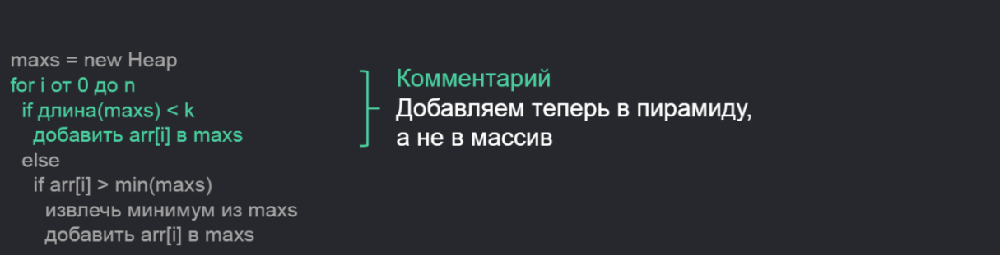 maxs = new Heap
for i от 0 до n
if длина(maxs) < k
добавить arr[i] в maxs
else
if arr[i] > min(maxs)
извлечь минимум из maxs
добавить arr[i] в maxs
Комментарий
Добавляем теперь в пирамиду,
а не в массив